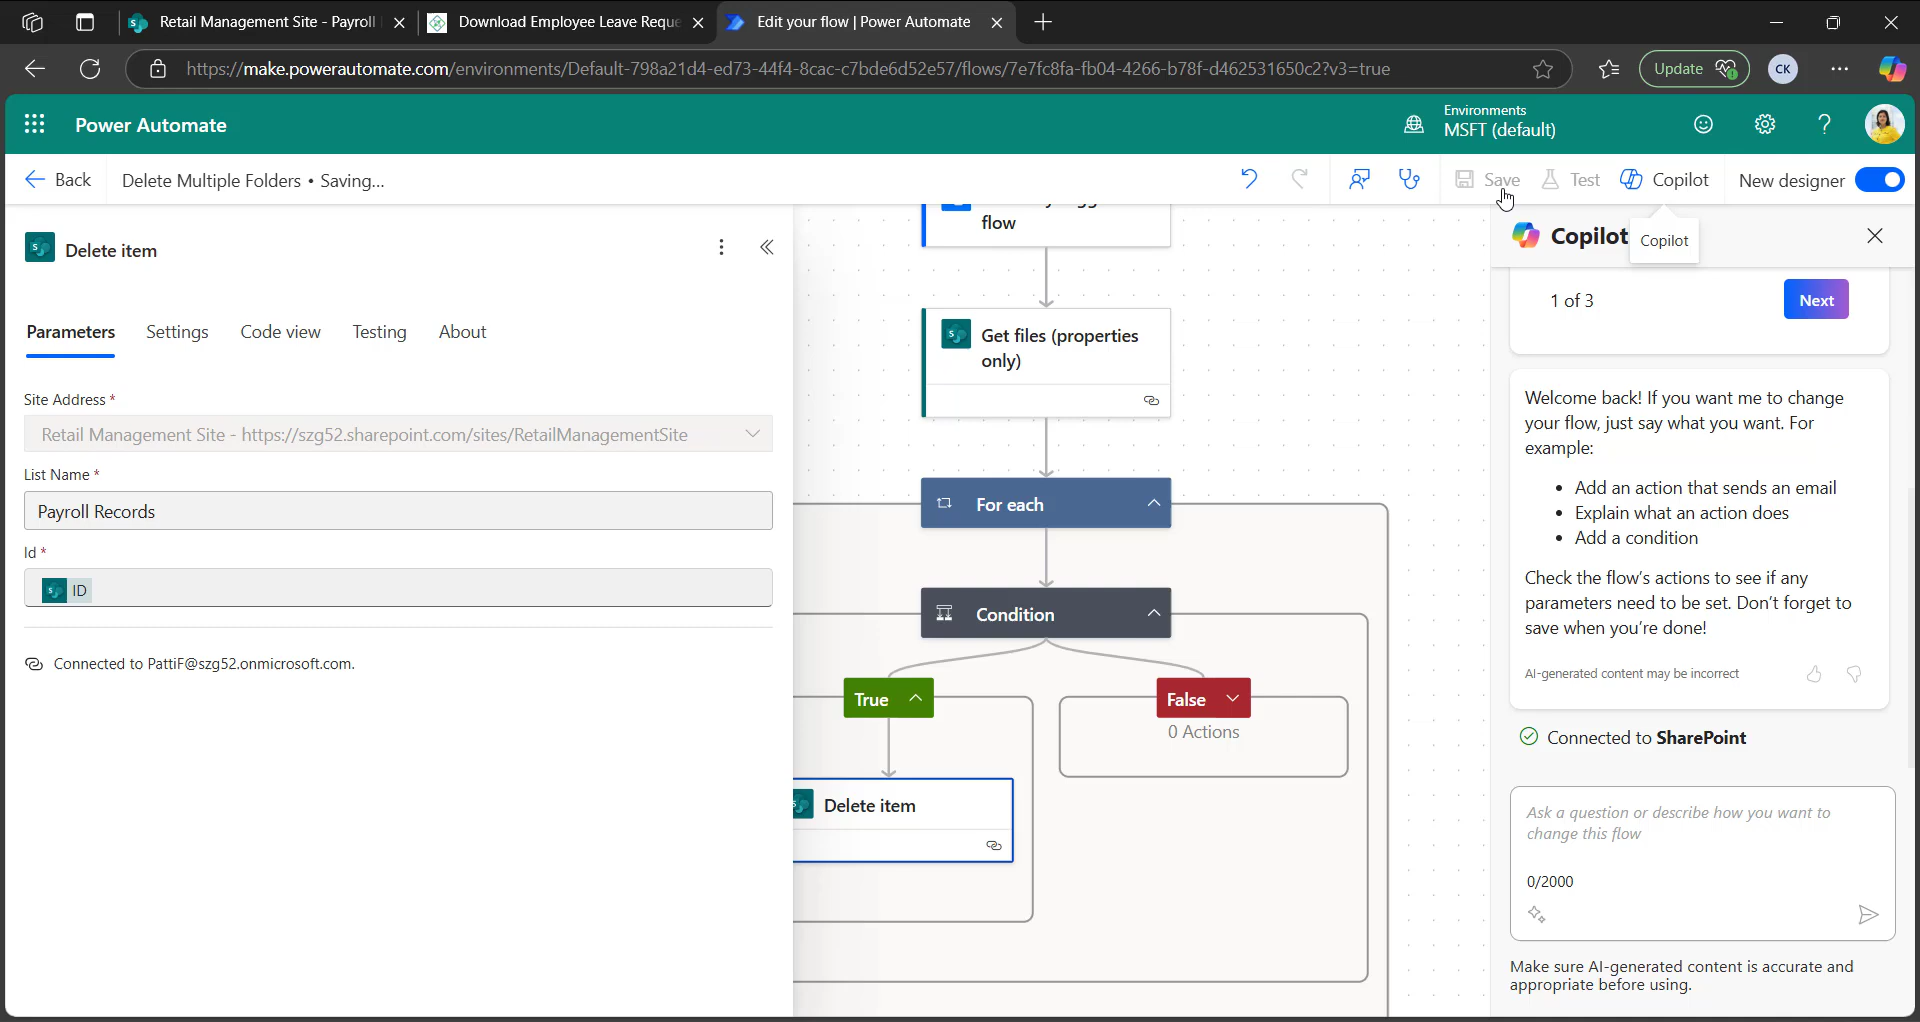 Retail Management Site - Payroll
Download Employee Leave Reque
Edit your flow | Power Automate
https://make.powerautomate.com/environments/Default-798a21d4-ed73-44f4-8cac-c7bde6d52e57/flows/7e7fc8fa-fb04-4266-b78f-d462531650c2?v3=true
Update
CK
Power Automate
Environments
MSFT (default)
Back
Delete Multiple Folders • Saving...
Save
Test
Copilot
New designer
Delete item
Parameters
Settings
Code view
Testing
About
Site Address *
Retail Management Site - https://szg52.sharepoint.com/sites/RetailManagementSite
List Name *
Payroll Records
Id *
ID
Connected to PattiF@szg52.onmicrosoft.com.
flow
Get files (properties
only)
For each
Condition
True
False
0 Actions
Delete item
Copilot
Copilot
1 of 3
Next
Welcome back! If you want me to change
your flow, just say what you want. For
example:
• Add an action that sends an email
• Explain what an action does
• Add a condition
Check the flow's actions to see if any
parameters need to be set. Don't forget to
save when you're done!
AI-generated content may be incorrect
Connected to SharePoint
Ask a question or describe how you want to
change this flow
0/2000
Make sure AI-generated content is accurate and
appropriate before using.